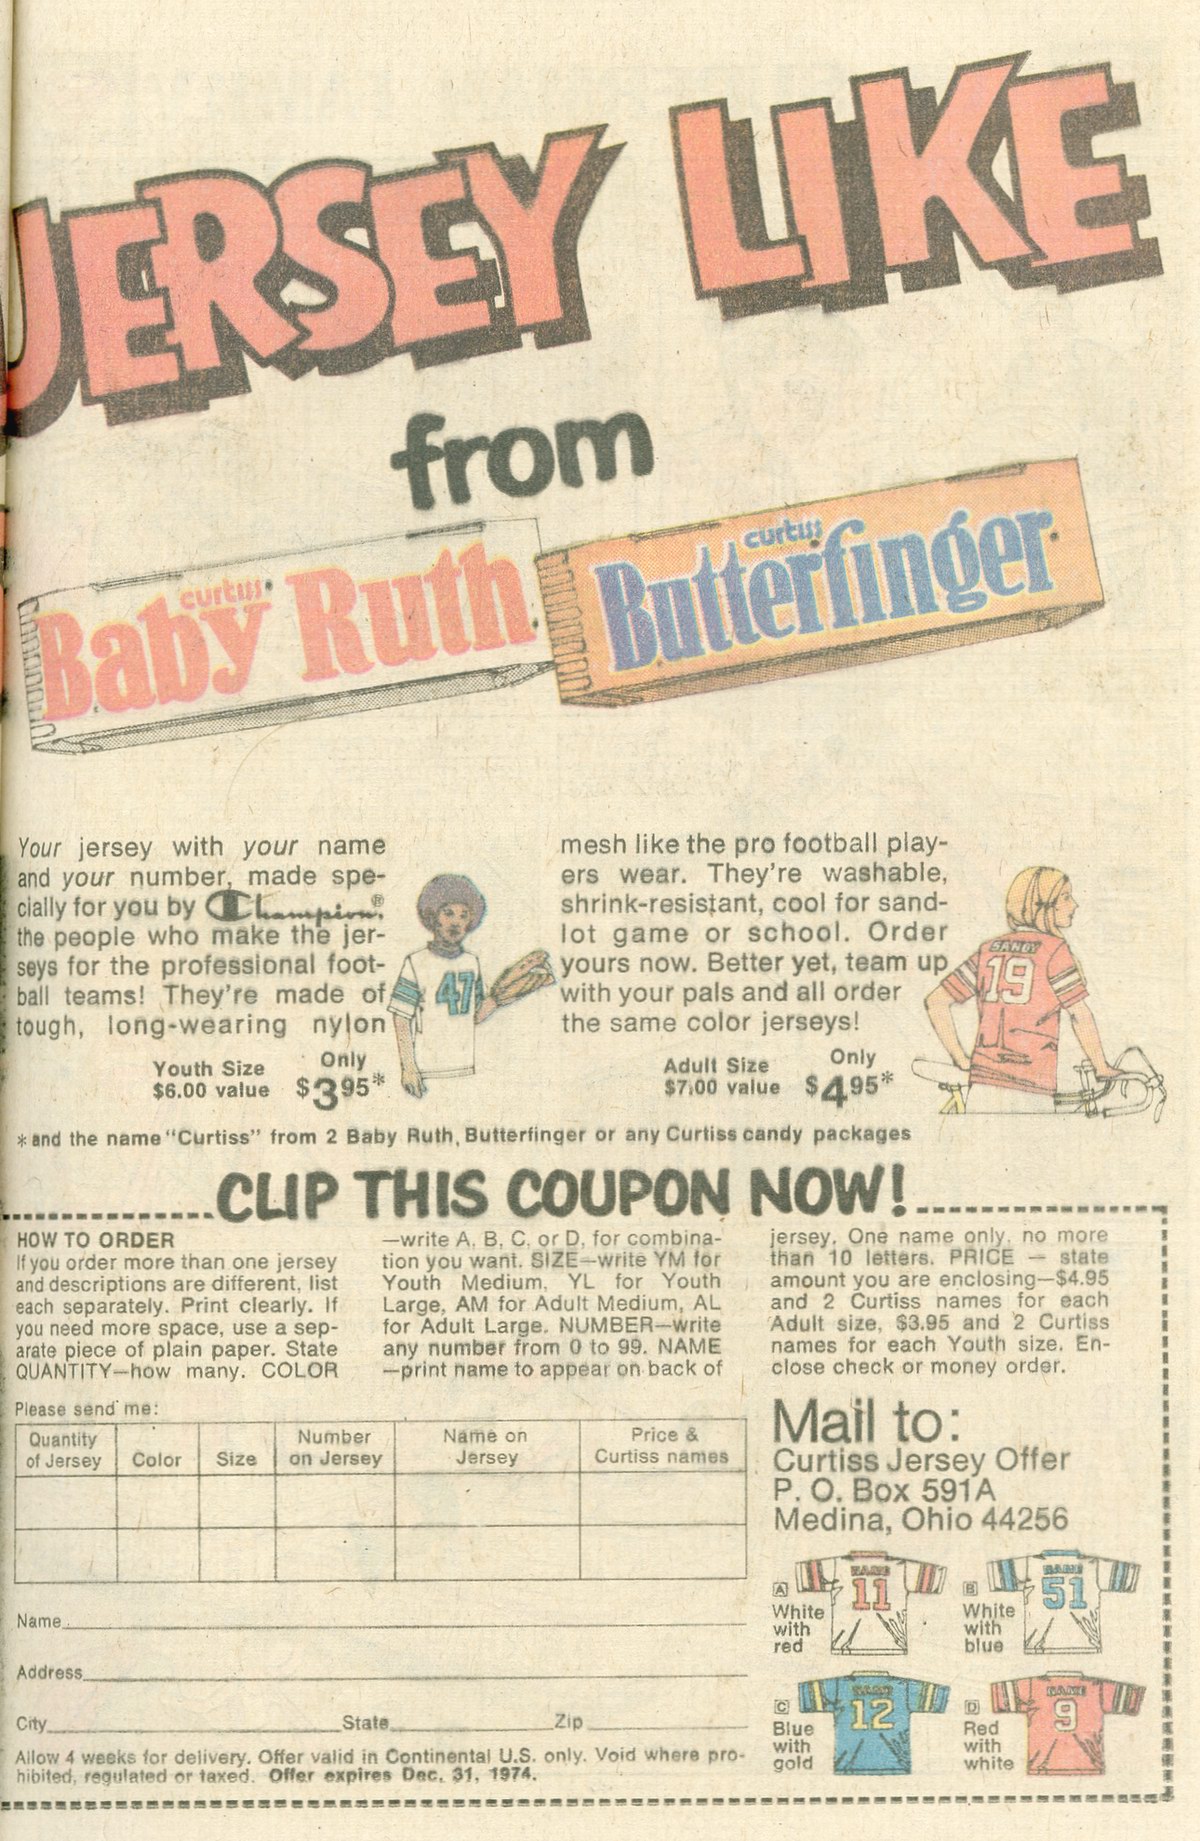 JERSEY LIKE
from
curtiss
Baby Ruth
curtiss
Butterfinger
Your jersey with your name
and your number, made spe-
cially for you by Champion®
the people who make the jer-
seys for the professional foot-
ball teams! They're made of
tough, long-wearing nylon
mesh like the pro football play-
ers wear. They're washable,
shrink-resistant, cool for sand-
lot game or school. Order
yours now. Better yet, team up
with your pals and all order
the same color jerseys!
47
SANDY
19
Youth Size Only
$6.00 value $3.95*
Adult Size Only
$7.00 value $4.95*
*and the name "Curtiss" from 2 Baby Ruth, Butterfinger or any Curtiss candy packages
CLIP THIS COUPON NOW!
HOW TO ORDER
If you order more than one jersey
and descriptions are different, list
each separately. Print clearly. If
you need more space, use a sep-
arate piece of plain paper. State
QUANTITY—how many. COLOR
—write A, B, C, or D, for combina-
tion you want. SIZE—write YM for
Youth Medium, YL for Youth
Large, AM for Adult Medium, AL
for Adult Large. NUMBER—write
any number from 0 to 99. NAME
—print name to appear on back of
jersey. One name only, no more
than 10 letters. PRICE — state
amount you are enclosing—$4.95
and 2 Curtiss names for each
Adult size, $3.95 and 2 Curtiss
names for each Youth size. En-
close check or money order.
Please send me:
Quantity of Jersey
Color
Size
Number on Jersey
Name on Jersey
Price & Curtiss names
Name
Address
City State Zip
Allow 4 weeks for delivery. Offer valid in Continental U.S. only. Void where pro-
hibited, regulated or taxed. Offer expires Dec. 31, 1974.
Mail to:
Curtiss Jersey Offer
P. O. Box 591A
Medina, Ohio 44256
A
White
with
red
NAME
11
B
White
with
blue
NAME
51
C
Blue
with
gold
NAME
12
D
Red
with
white
NAME
9